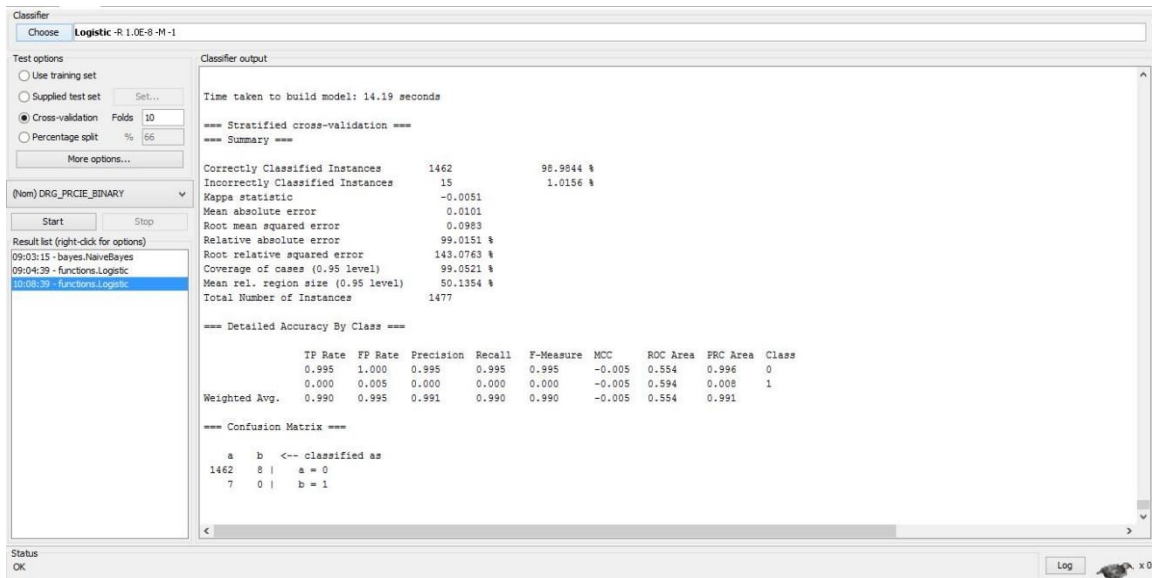 Classifier
Choose Logistic -R 1.0E-8 -M -1
Test options
Use training set
Supplied test set Set...
Cross-validation Folds 10
Percentage split % 66
More options...
(Nom) DRG_PRCIE_BINARY
Start Stop
Result list (right-click for options)
09:03:15 - bayes.NaiveBayes
09:04:39 - functions.Logistic
10:08:39 - functions.Logistic
Classifier output
Time taken to build model: 14.19 seconds
=== Stratified cross-validation ===
=== Summary ===
Correctly Classified Instances 1462 98.9844 %
Incorrectly Classified Instances 15 1.0156 %
Kappa statistic -0.0051
Mean absolute error 0.0101
Root mean squared error 0.0983
Relative absolute error 99.0151 %
Root relative squared error 143.0763 %
Coverage of cases (0.95 level) 99.0521 %
Mean rel. region size (0.95 level) 50.1354 %
Total Number of Instances 1477
=== Detailed Accuracy By Class ===
TP Rate FP Rate Precision Recall F-Measure MCC ROC Area PRC Area Class
0.995 1.000 0.995 0.995 0.995 -0.005 0.554 0.996 0
0.000 0.005 0.000 0.000 0.000 -0.005 0.594 0.008 1
Weighted Avg. 0.990 0.995 0.991 0.990 0.990 -0.005 0.554 0.991
=== Confusion Matrix ===
a b <-- classified as
1462 8 | a = 0
7 0 | b = 1
Status
OK
Log x 0